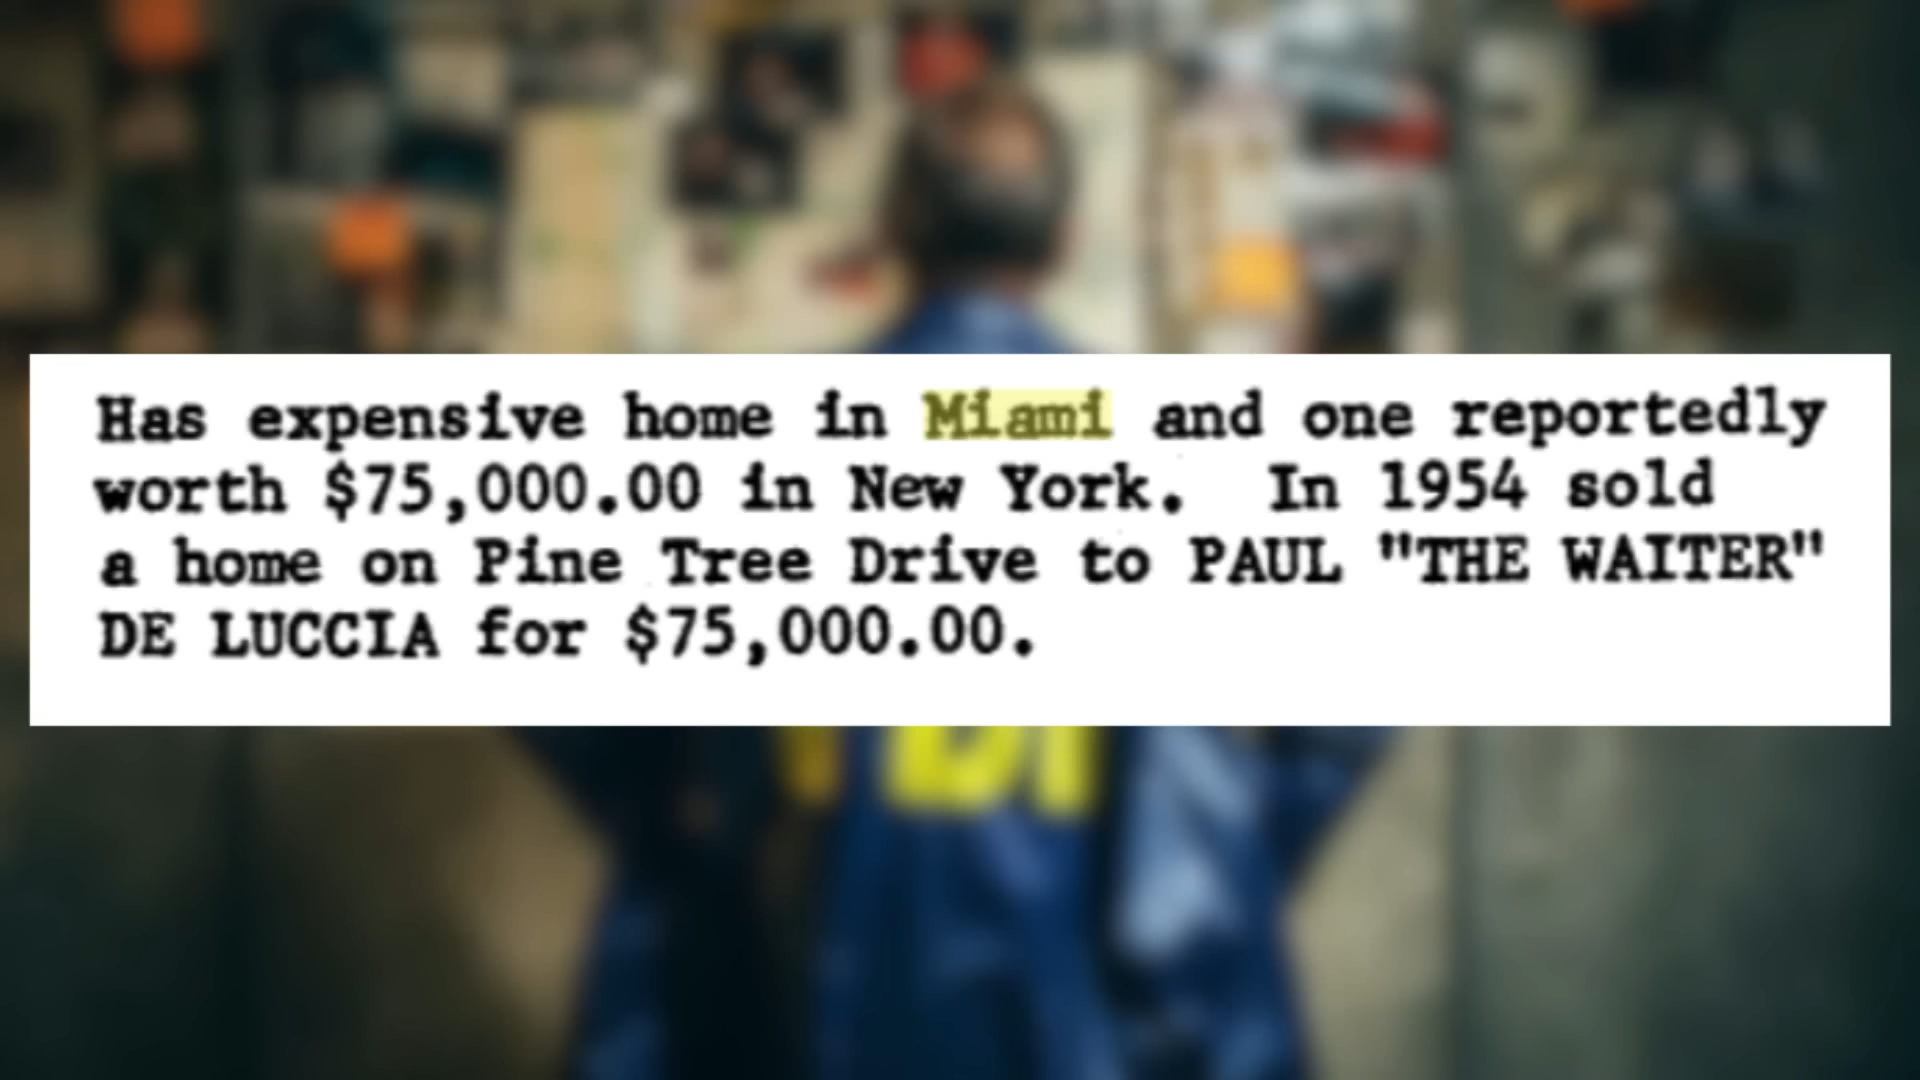 Has expensive home in Miami and one reportedly
worth $75,000.00 in New York. In 1954 sold
a home on Pine Tree Drive to PAUL "THE WAITER"
DE LUCCIA for $75,000.00.